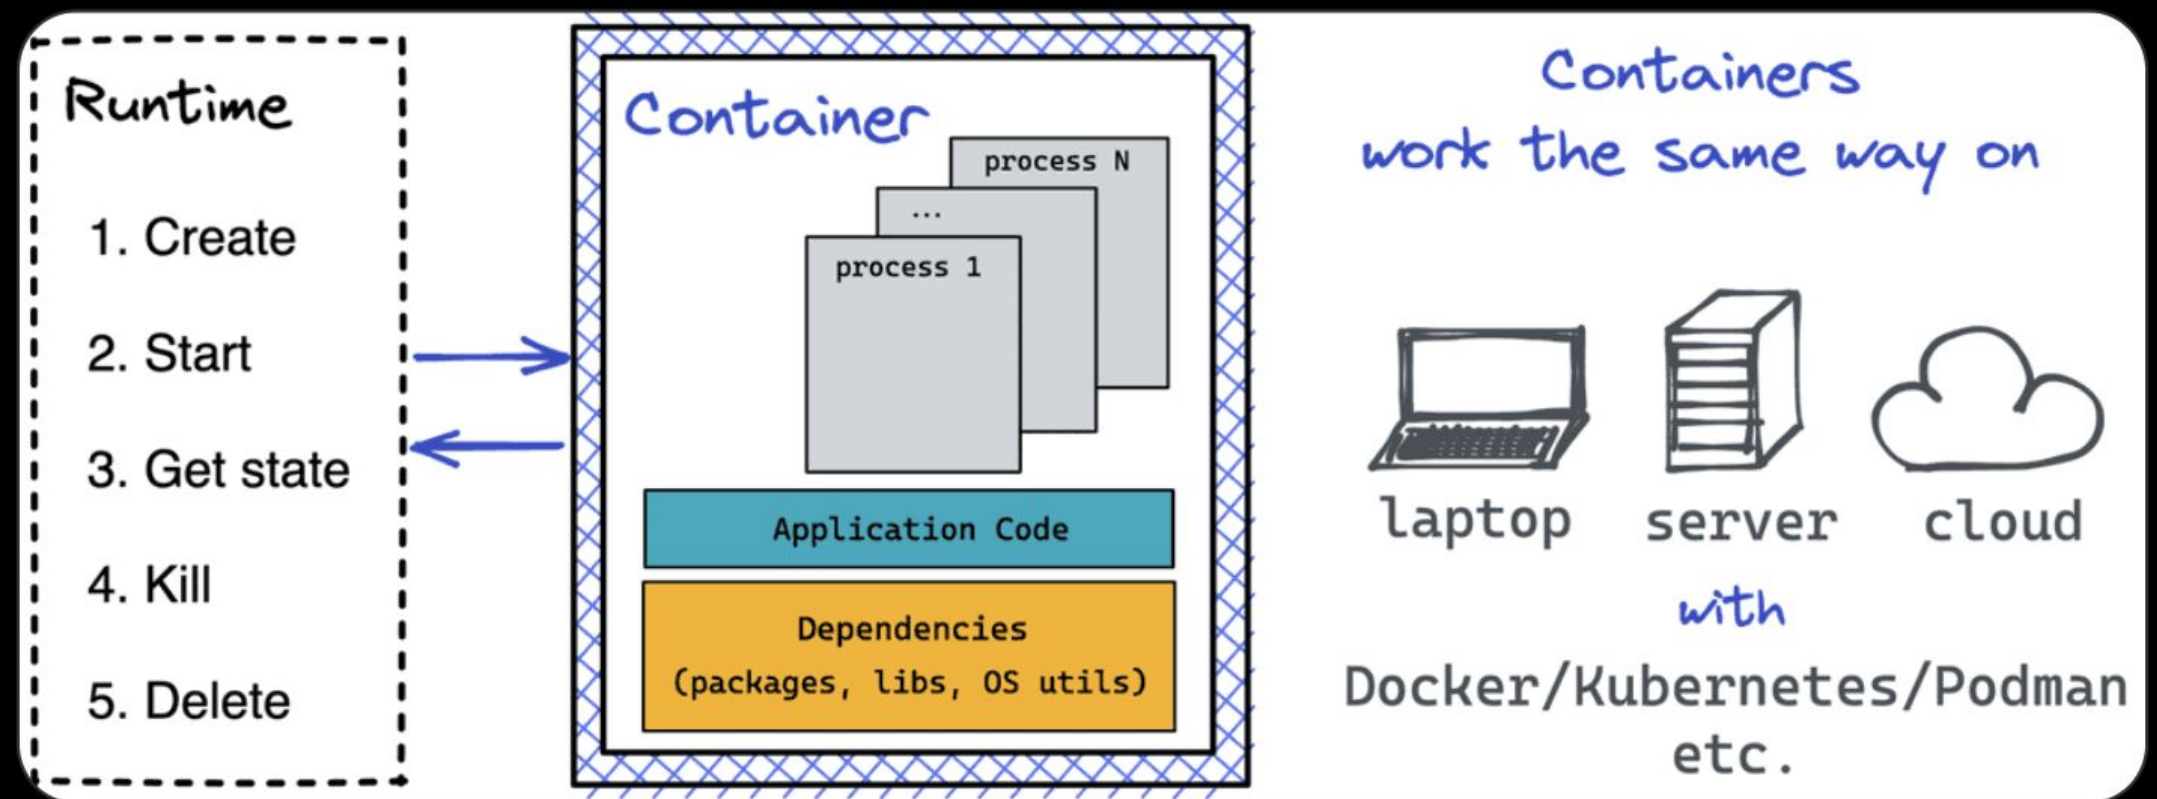 Runtime
1. Create
2. Start
3. Get state
4. Kill
5. Delete
Container
process N
...
process 1
Application Code
Dependencies
(packages, libs, OS utils)
Containers
work the same way on
laptop server cloud
with
Docker/Kubernetes/Podman
etc.